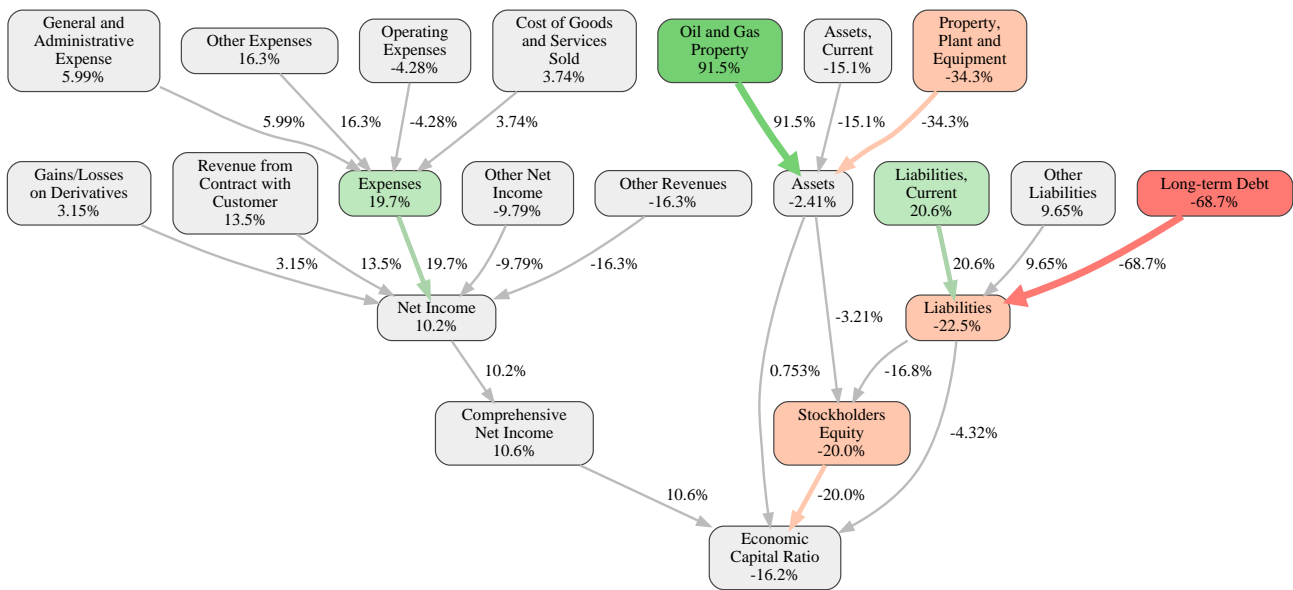 General and
Administrative
Expense
5.99%
Other Expenses
16.3%
Operating
Expenses
-4.28%
Cost of Goods
and Services
Sold
3.74%
Oil and Gas
Property
91.5%
Assets,
Current
-15.1%
Property,
Plant and
Equipment
-34.3%
5.99%
16.3%
-4.28%
3.74%
91.5%
-15.1%
-34.3%
Gains/Losses
on Derivatives
3.15%
Revenue from
Contract with
Customer
13.5%
Expenses
19.7%
Other Net
Income
-9.79%
Other Revenues
-16.3%
Assets
-2.41%
Liabilities,
Current
20.6%
Other
Liabilities
9.65%
Long-term Debt
-68.7%
3.15%
13.5%
19.7%
-9.79%
-16.3%
20.6%
9.65%
-68.7%
Net Income
10.2%
-3.21%
Liabilities
-22.5%
10.2%
0.753%
-16.8%
Comprehensive
Net Income
10.6%
Stockholders
Equity
-20.0%
-4.32%
10.6%
-20.0%
Economic
Capital Ratio
-16.2%